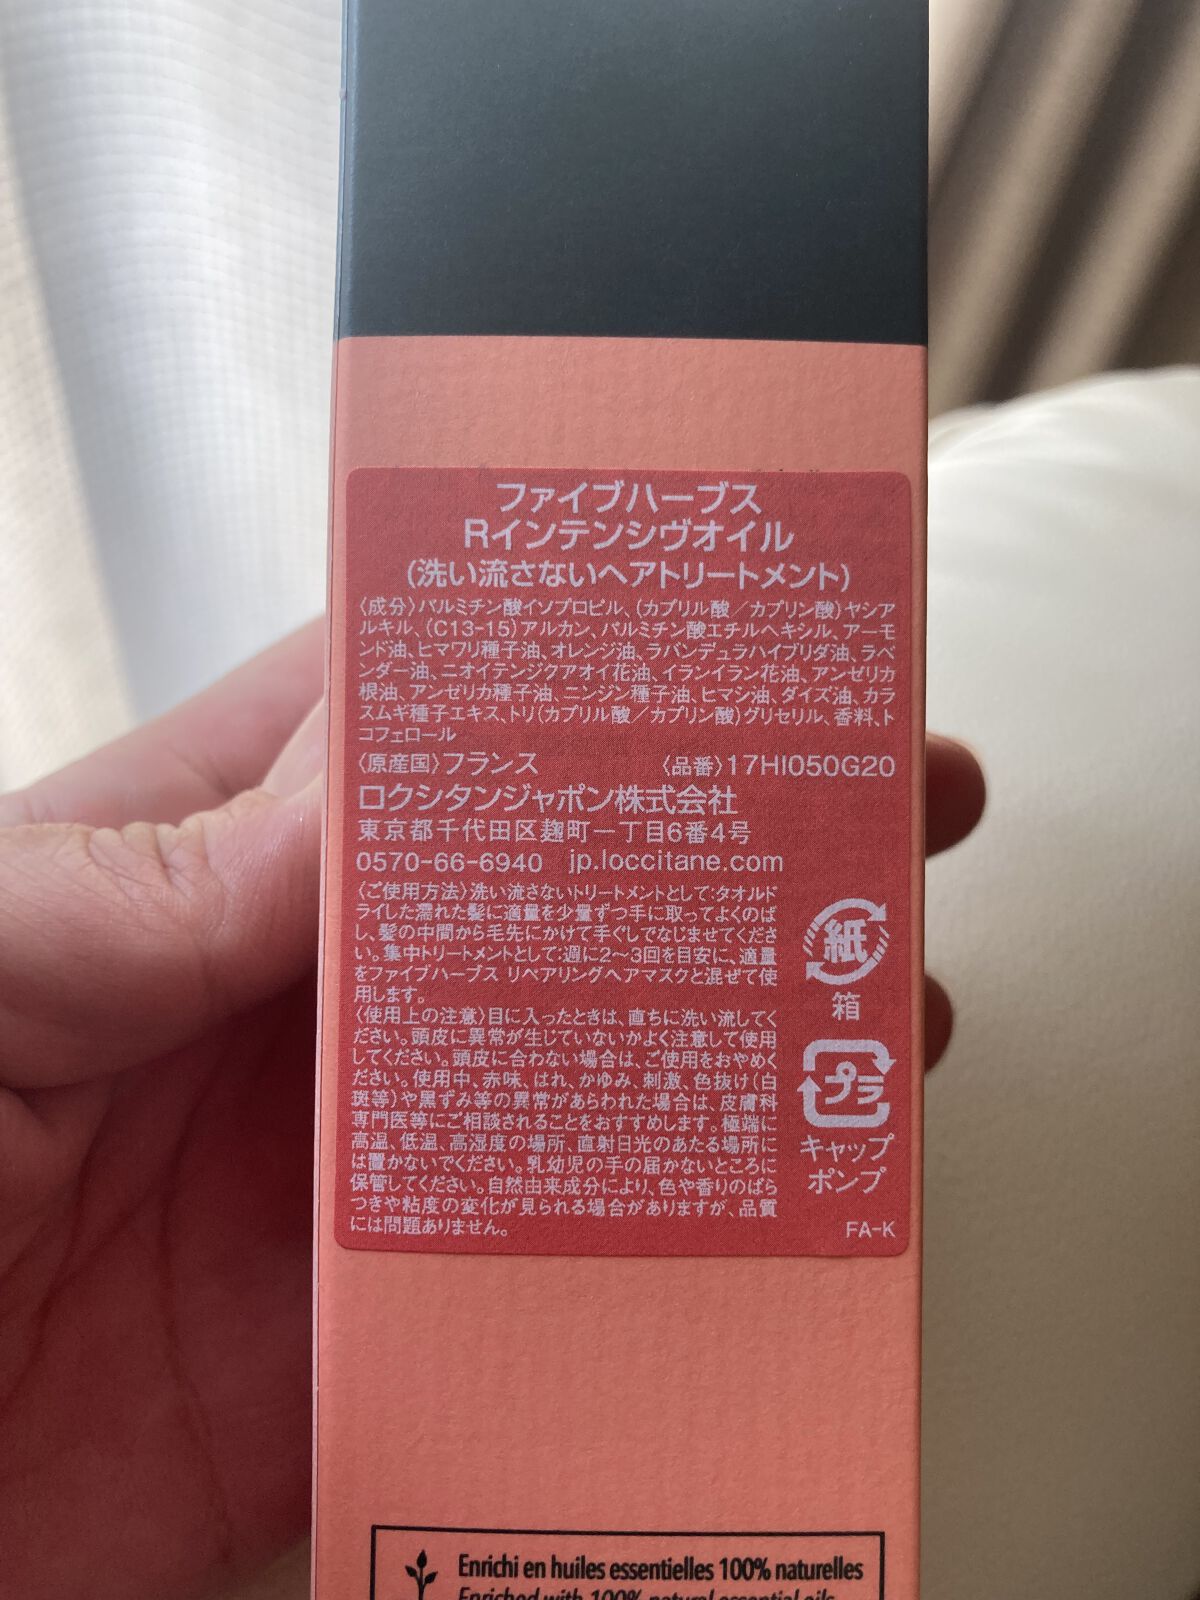 ファイブハーブス
Rインテンシヴオイル
(洗い流さないヘアトリートメント)
〈成分〉パルミチン酸イソプロピル、(カプリル酸／カプリン酸)ヤシア
ルキル、(C13-15)アルカン、パルミチン酸エチルヘキシル、アーモ
ンド油、ヒマワリ種子油、オレンジ油、ラバンデュラハイブリダ油、ラベ
ンダー油、ニオイテンジクアオイ花油、イランイラン花油、アンゼリカ
根油、アンゼリカ種子油、ニンジン種子油、ヒマシ油、ダイズ油、カラ
スムギ種子エキス、トリ(カプリル酸／カプリン酸)グリセリル、香料、ト
コフェロール
〈原産国〉フランス 〈品番〉17HI050G20
ロクシタンジャポン株式会社
東京都千代田区麹町一丁目6番4号
0570-66-6940 jp.loccitane.com
〈ご使用方法〉洗い流さないトリートメントとして:タオルド
ライした濡れた髪に適量を少量ずつ手に取ってよくのば
し、髪の中間から毛先にかけて手ぐしでなじませてくださ
い。集中トリートメントとして:週に2〜3回を目安に、適量
をファイブハーブス リペアリングヘアマスクと混ぜて使
用します。
〈使用上の注意〉目に入ったときは、直ちに洗い流してく
ださい。頭皮に異常が生じていないかよく注意して使用
してください。頭皮に合わない場合は、ご使用をおやめく
ださい。使用中、赤味、はれ、かゆみ、刺激、色抜け(白
斑等)や黒ずみ等の異常があらわれた場合は、皮膚科
専門医等にご相談されることをおすすめします。極端に
高温、低温、高湿度の場所、直射日光のあたる場所に
は置かないでください。乳幼児の手の届かないところに
保管してください。自然由来成分により、色や香りのばら
つきや粘度の変化が見られる場合がありますが、品質
には問題ありません。
紙
箱
プラ
キャップ
ポンプ
FA-K
Enrichi en huiles essentielles 100% naturelles
Enriched with 100% natural essential oils